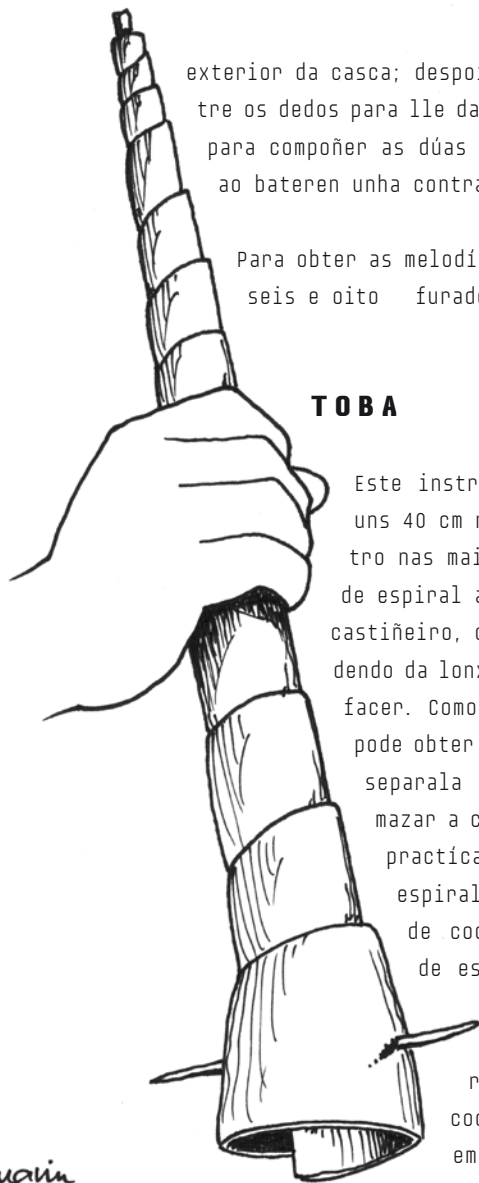 exterior da casca; despoi
tre os dedos para lle da
para compoñer as dúas
ao bateren unha contra
Para obter as melodí
seis e oito furad
TOBA
Este instr
uns 40 cm
tro nas mai
de espiral a
castiñeiro,
dendo da lonx
facer. Como
pode obter
separala
mazar a c
practíca
espiral
de coc
de es
r
cod
em